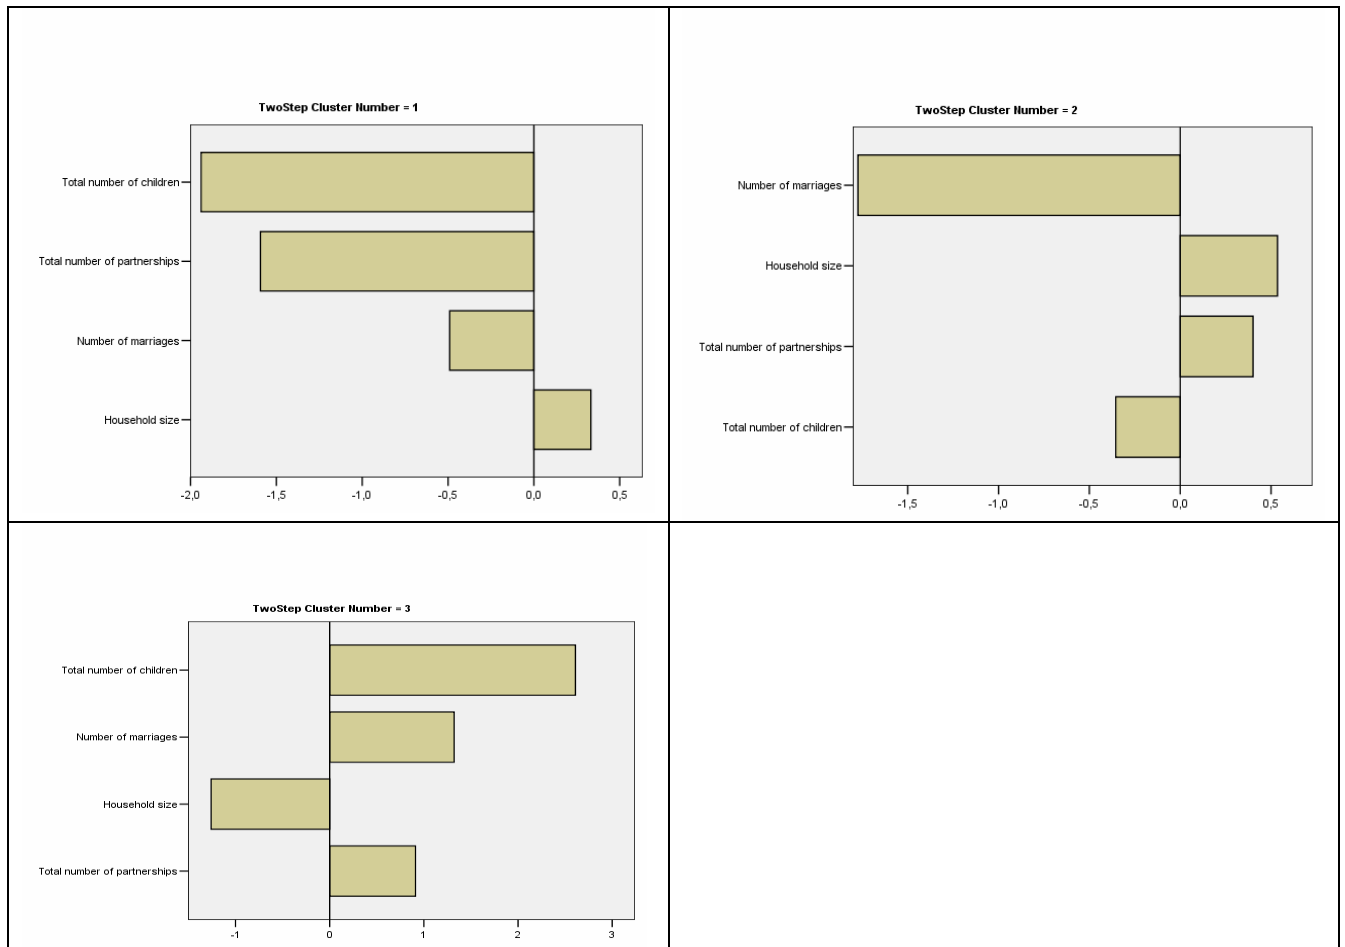 TwoStep Cluster Number = 1
Total number of children
Total number of partnerships
Number of marriages
Household size
-2,0 -1,5 -1,0 -0,5 0,0 0,5
TwoStep Cluster Number = 2
Number of marriages
Household size
Total number of partnerships
Total number of children
-1,5 -1,0 -0,5 0,0 0,5
TwoStep Cluster Number = 3
Total number of children
Number of marriages
Household size
Total number of partnerships
-1 0 1 2 3